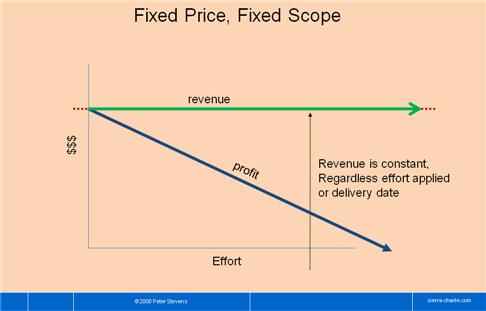 Fixed Price, Fixed Scope
revenue
$$$
profit
Revenue is constant,
Regardless effort applied
or delivery date
Effort
©2008 Peter Stevens
sierra-charlie.com